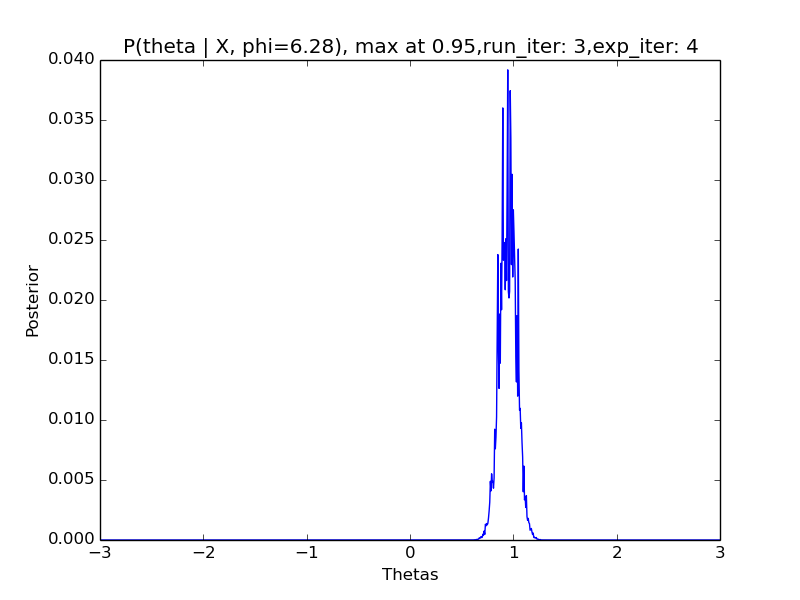 P(theta | X, phi=6.28), max at 0.95,run_iter: 3,exp_iter: 4
0.040
0.035
0.030
0.025
0.020
0.015
0.010
0.005
0.000
Posterior
−3 −2 −1 0 1 2 3
Thetas